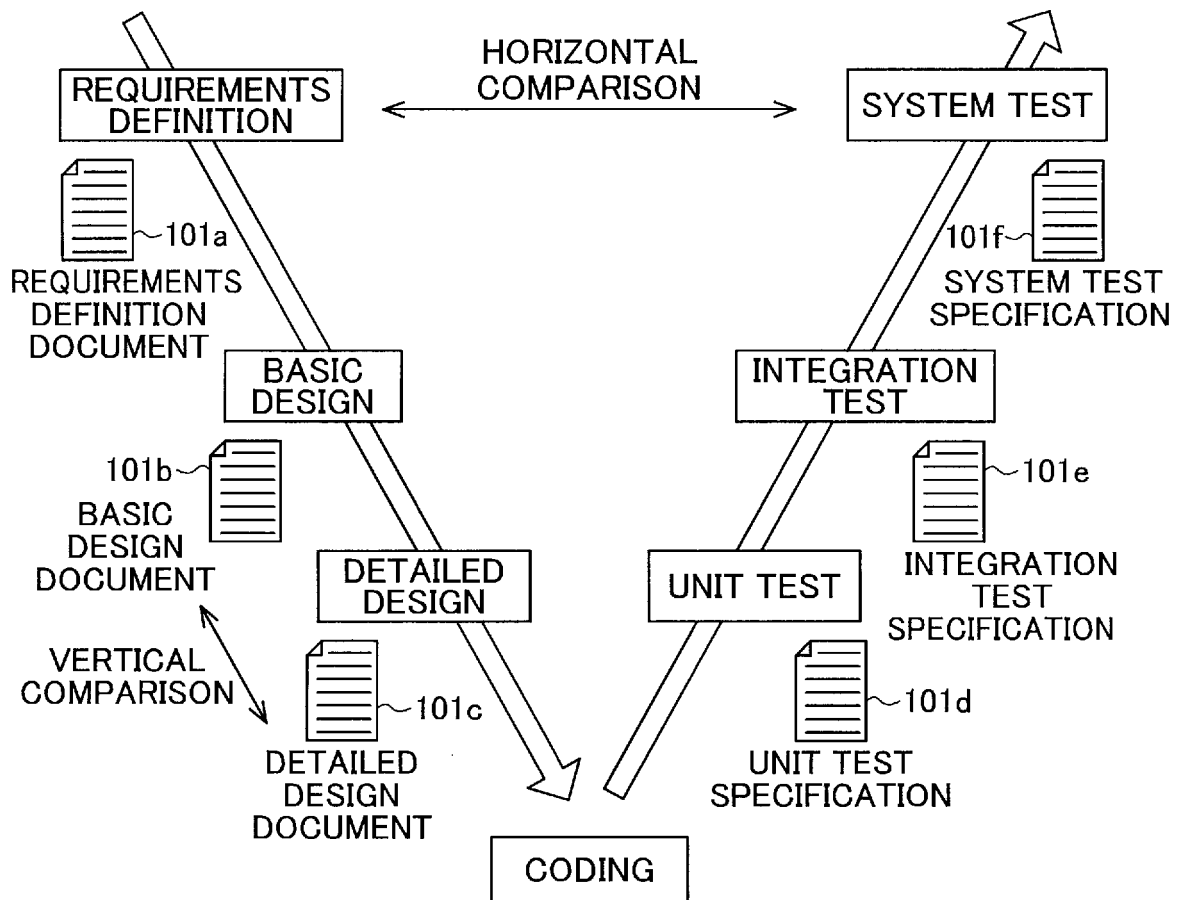 HORIZONTAL
COMPARISON
REQUIREMENTS
DEFINITION
SYSTEM TEST
101a
REQUIREMENTS
DEFINITION
DOCUMENT
101f
SYSTEM TEST
SPECIFICATION
BASIC
DESIGN
INTEGRATION
TEST
101b
BASIC
DESIGN
DOCUMENT
101e
INTEGRATION
TEST
SPECIFICATION
DETAILED
DESIGN
UNIT TEST
VERTICAL
COMPARISON
101c
DETAILED
DESIGN
DOCUMENT
101d
UNIT TEST
SPECIFICATION
CODING